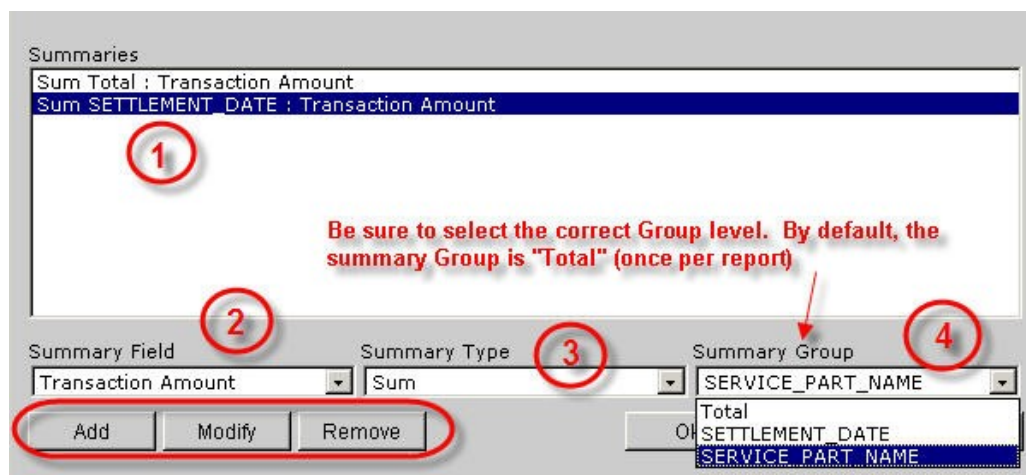 Summaries
Sum Total : Transaction Amount
Sum SETTLEMENT_DATE : Transaction Amount
1
Be sure to select the correct Group level. By default, the
summary Group is "Total" (once per report)
2
3
4
Summary Field
Summary Type
Summary Group
Transaction Amount
Sum
SERVICE_PART_NAME
Add
Modify
Remove
Total
SETTLEMENT_DATE
SERVICE_PART_NAME